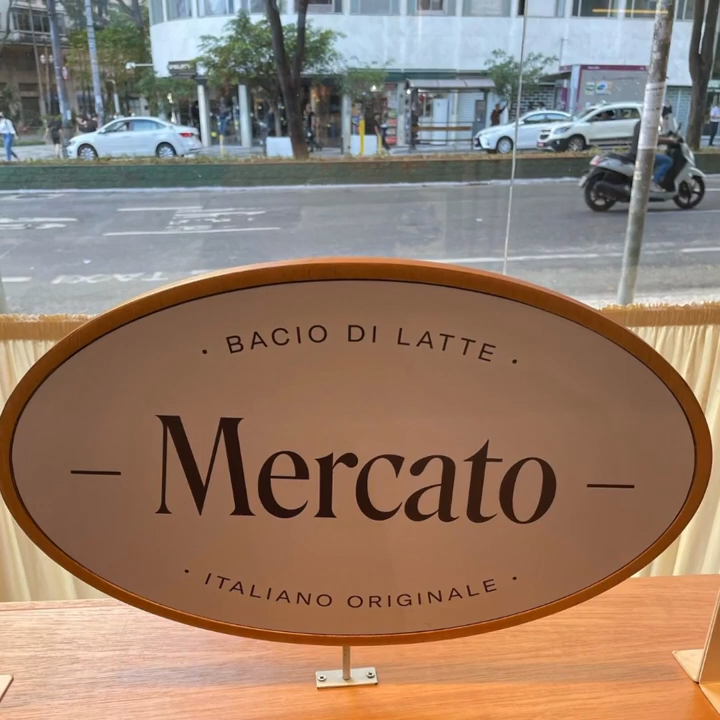 · BACIO DI LATTE ·
— Mercato —
· ITALIANO ORIGINALE ·